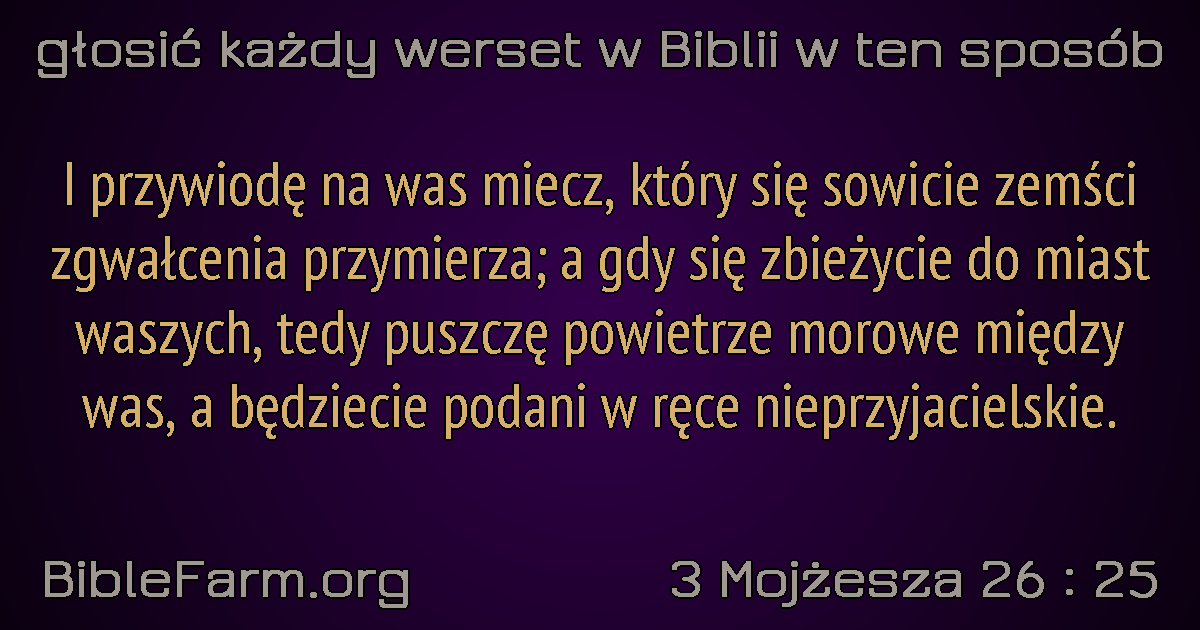 głosić każdy werset w Biblii w ten sposób
I przywiodę na was miecz, który się sowicie zemści
zgwałcenia przymierza; a gdy się zbieżycie do miast
waszych, tedy puszczę powietrze morowe między
was, a będziecie podani w ręce nieprzyjacielskie.
BibleFarm.org
3 Mojżesza 26 : 25